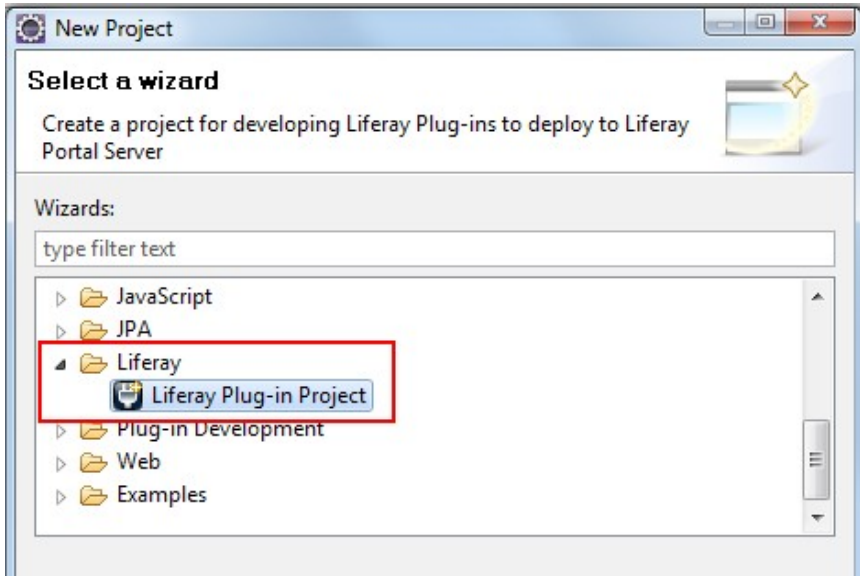 New Project
Select a wizard
Create a project for developing Liferay Plug-ins to deploy to Liferay
Portal Server
Wizards:
type filter text
JavaScript
JPA
Liferay
Liferay Plug-in Project
Plug-in Development
Web
Examples